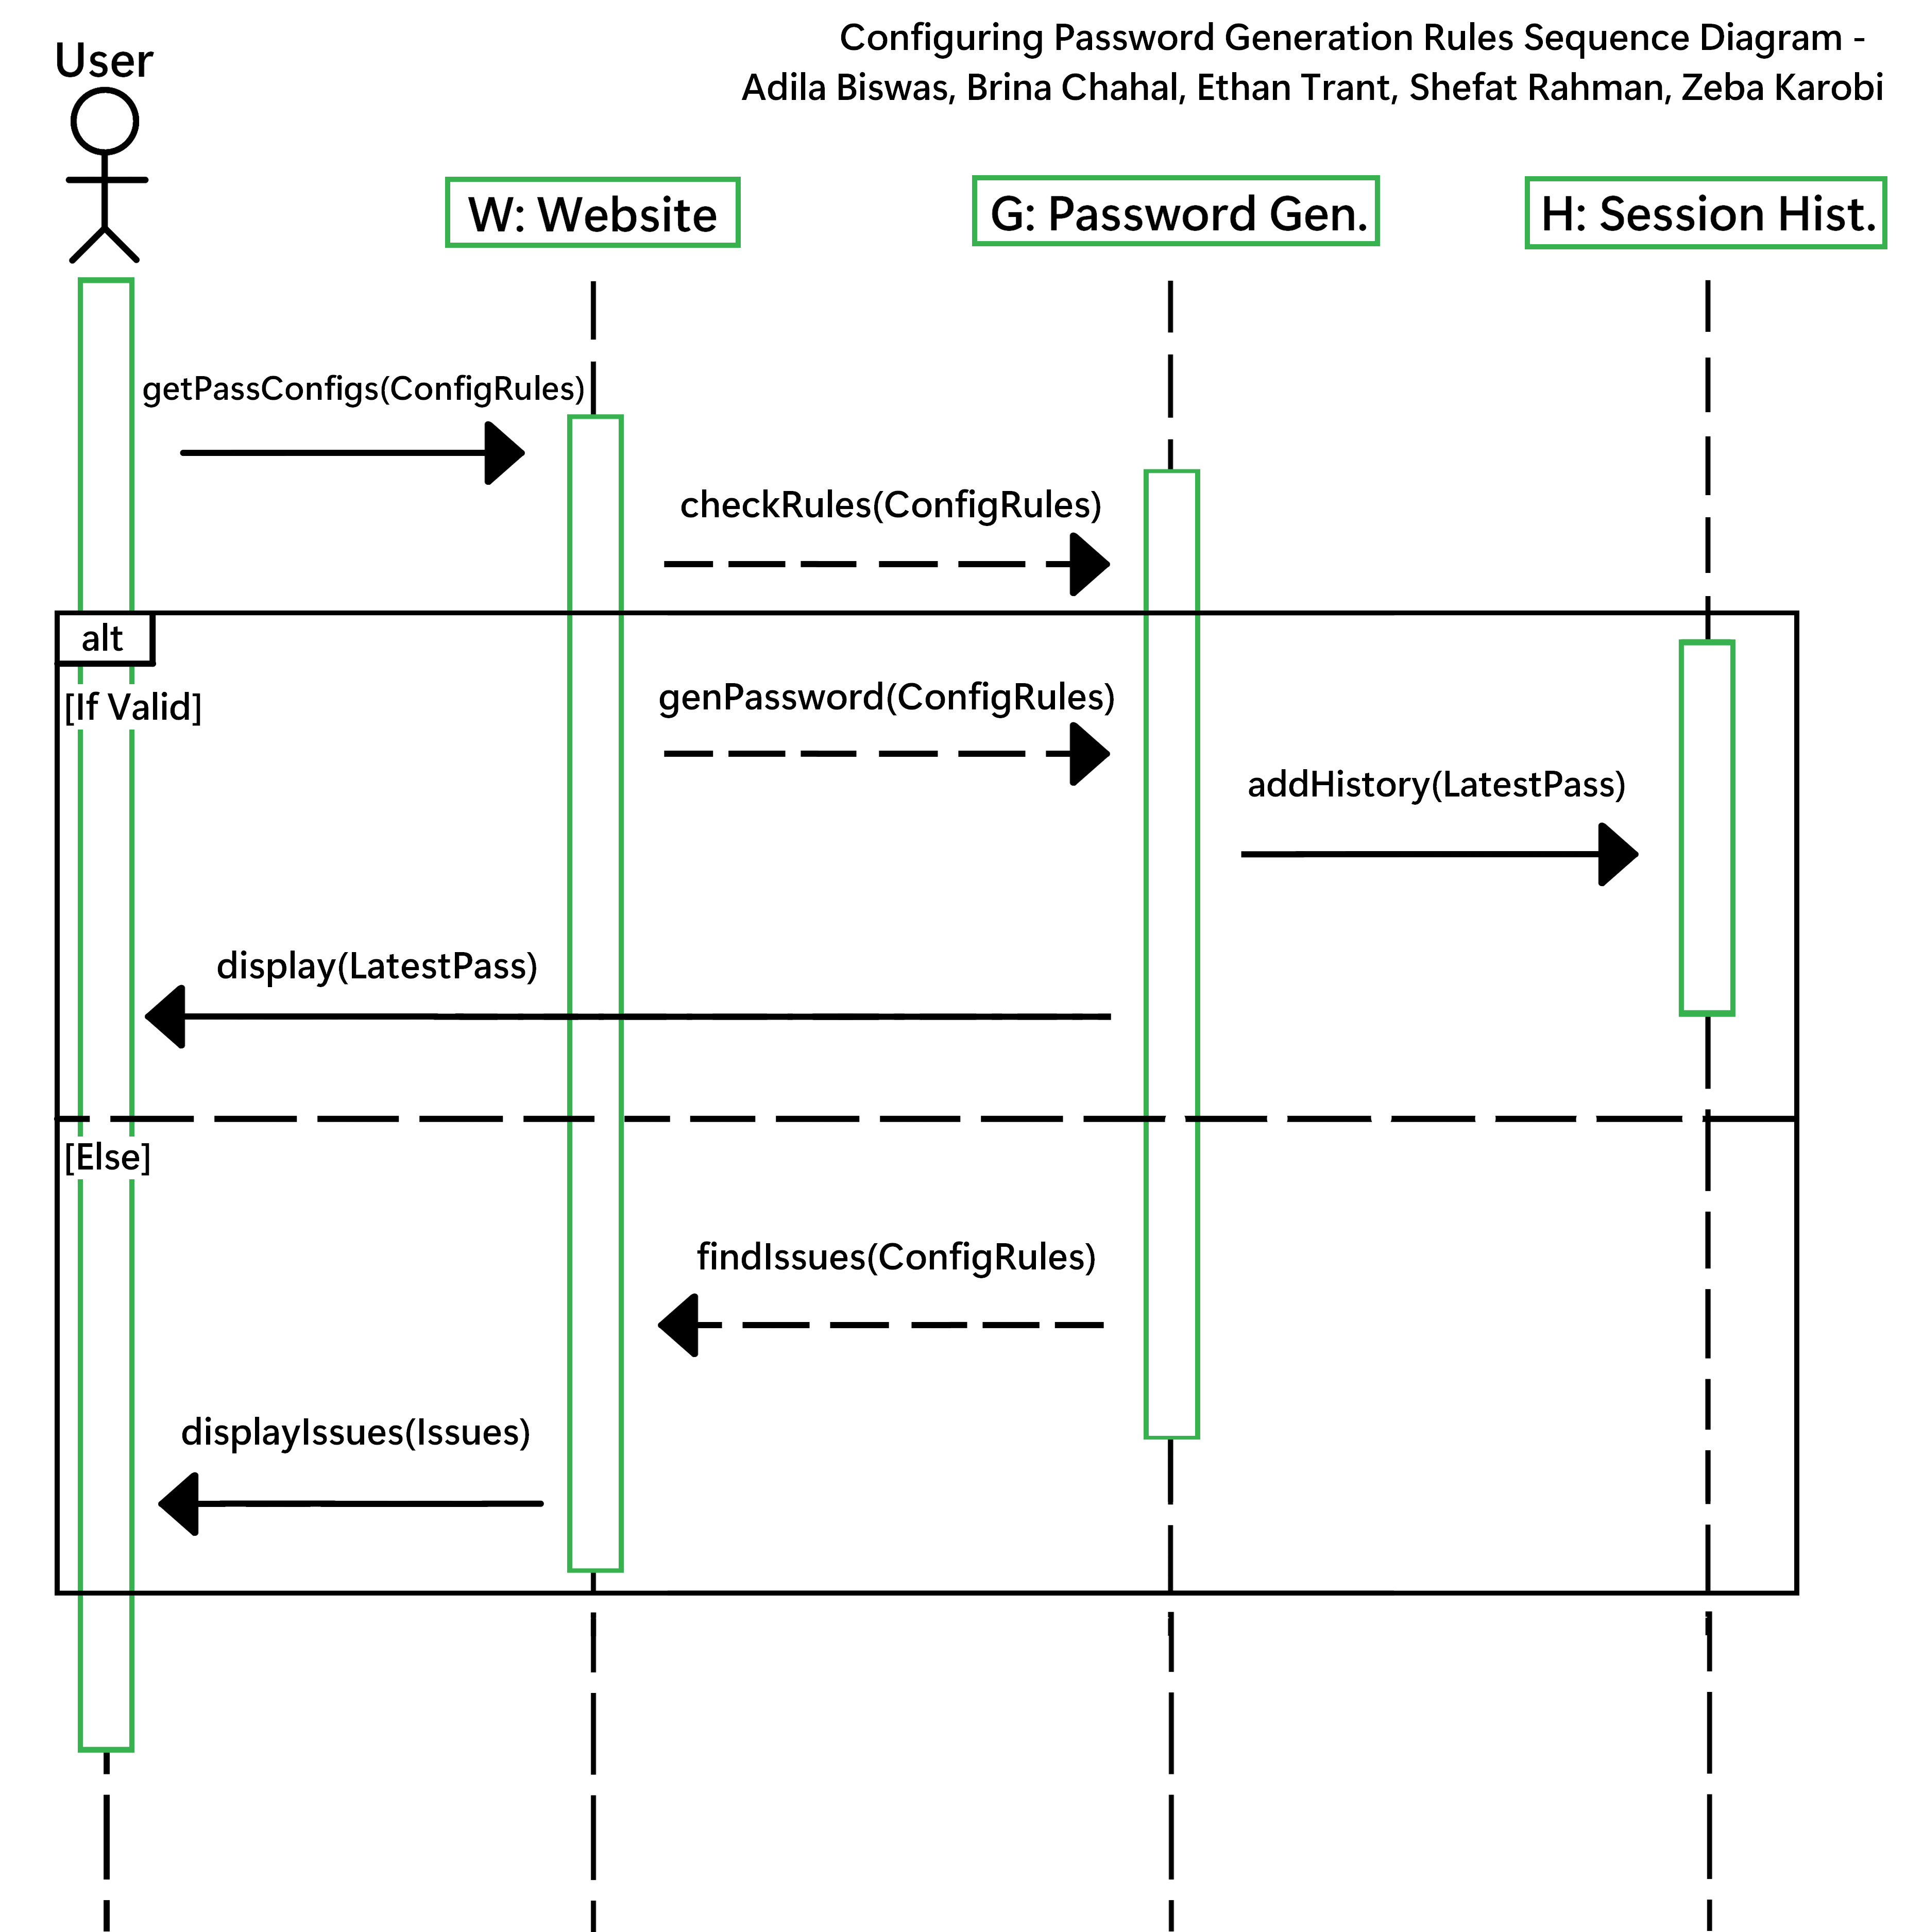 Configuring Password Generation Rules Sequence Diagram -
Adila Biswas, Brina Chahal, Ethan Trant, Shefat Rahman, Zeba Karobi
User
W: Website
G: Password Gen.
H: Session Hist.
getPassConfigs(ConfigRules)
checkRules(ConfigRules)
alt
[If Valid]
genPassword(ConfigRules)
addHistory(LatestPass)
display(LatestPass)
[Else]
findIssues(ConfigRules)
displayIssues(Issues)